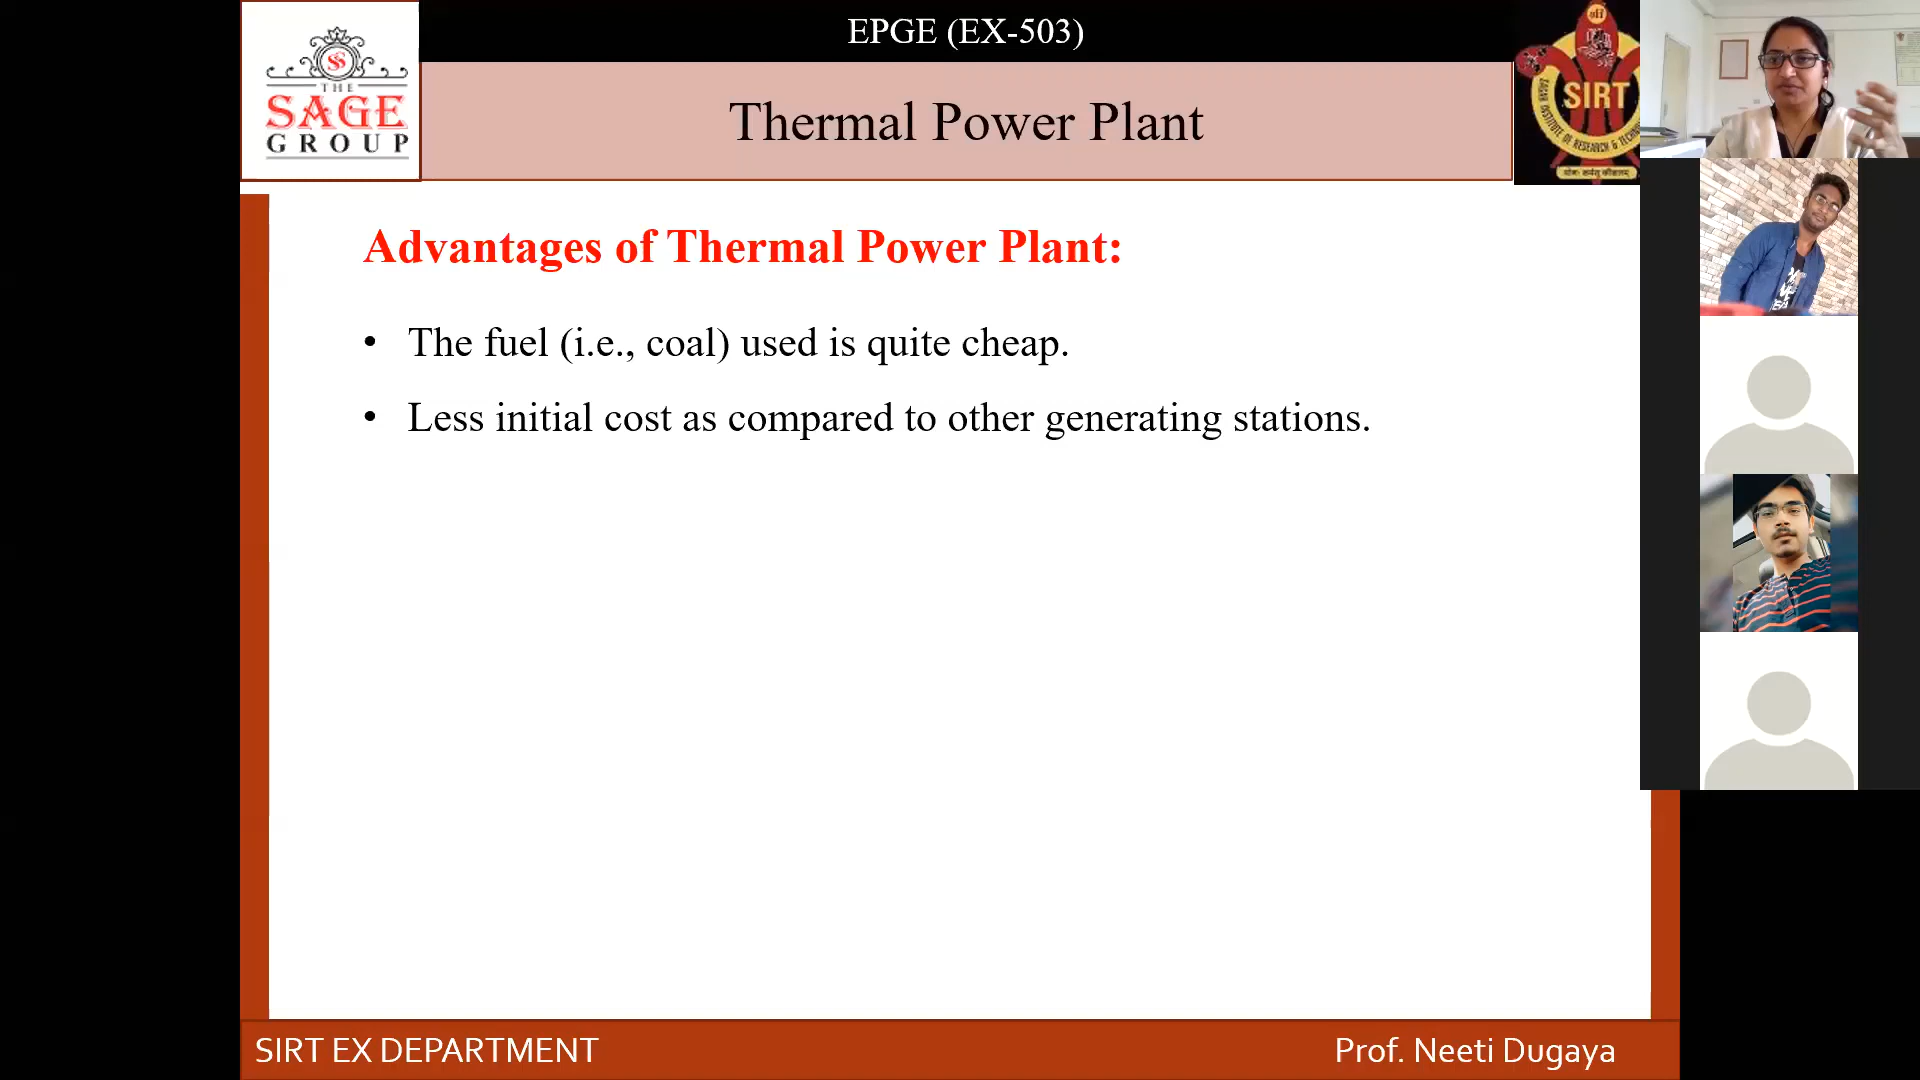 EPGE (EX-503)
THE
SAGE
GROUP
Thermal Power Plant
SIRT
Advantages of Thermal Power Plant:
• The fuel (i.e., coal) used is quite cheap.
• Less initial cost as compared to other generating stations.
SIRT EX DEPARTMENT
Prof. Neeti Dugaya